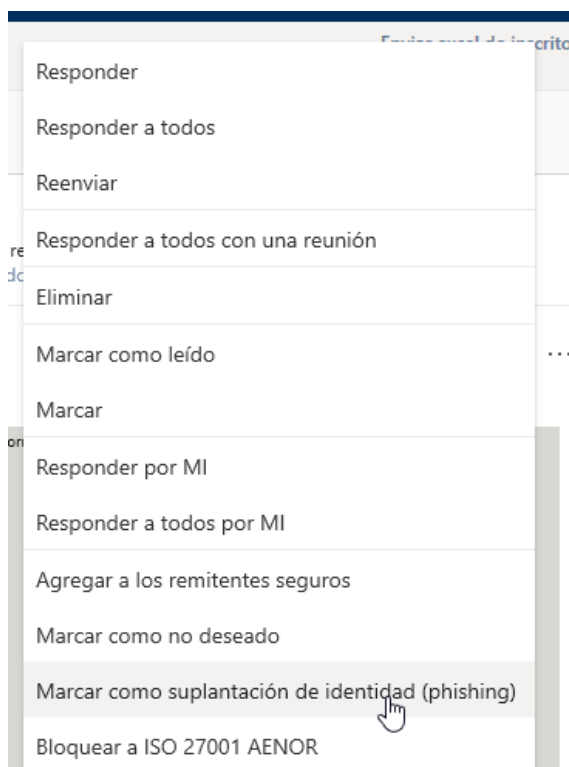 Responder
Responder a todos
Reenviar
Responder a todos con una reunión
re
do
Eliminar
Marcar como leído
...
Marcar
Responder por MI
Responder a todos por MI
Agregar a los remitentes seguros
Marcar como no deseado
Marcar como suplantación de identidad (phishing)
Bloquear a ISO 27001 AENOR